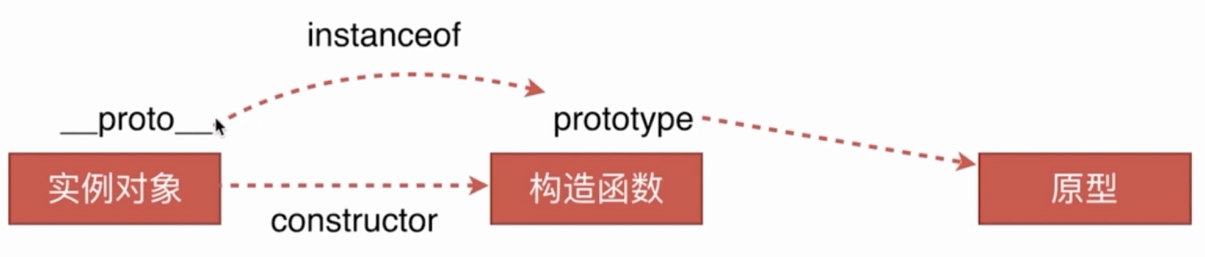 instanceof
__proto__
prototype
实例对象
构造函数
原型
constructor